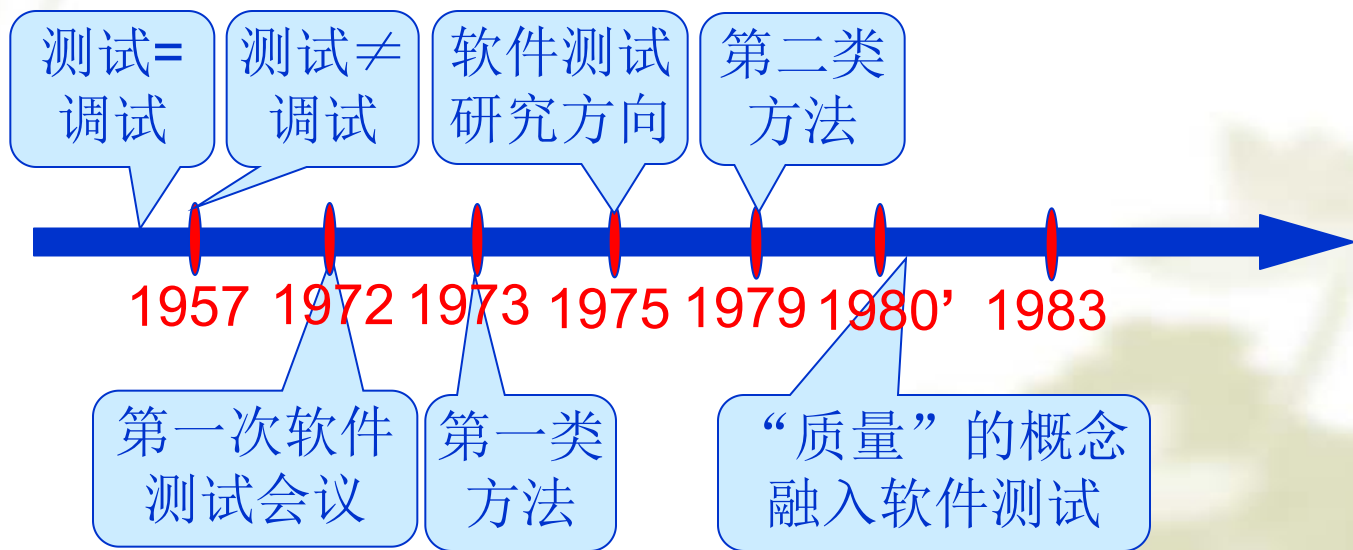 测试=
调试
测试≠
调试
软件测试
研究方向
第二类
方法
1957 1972 1973 1975 1979 1980’ 1983
第一次软件
测试会议
第一类
方法
“质量”的概念
融入软件测试